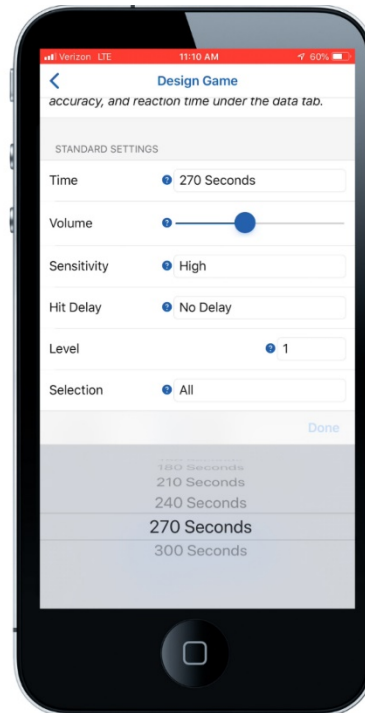 Verizon LTE 11:10 AM 60%
Design Game
accuracy, and reaction time under the data tab.
STANDARD SETTINGS
Time ? 270 Seconds
Volume ?
Sensitivity ? High
Hit Delay ? No Delay
Level ? 1
Selection ? All
Done
180 Seconds
210 Seconds
240 Seconds
270 Seconds
300 Seconds